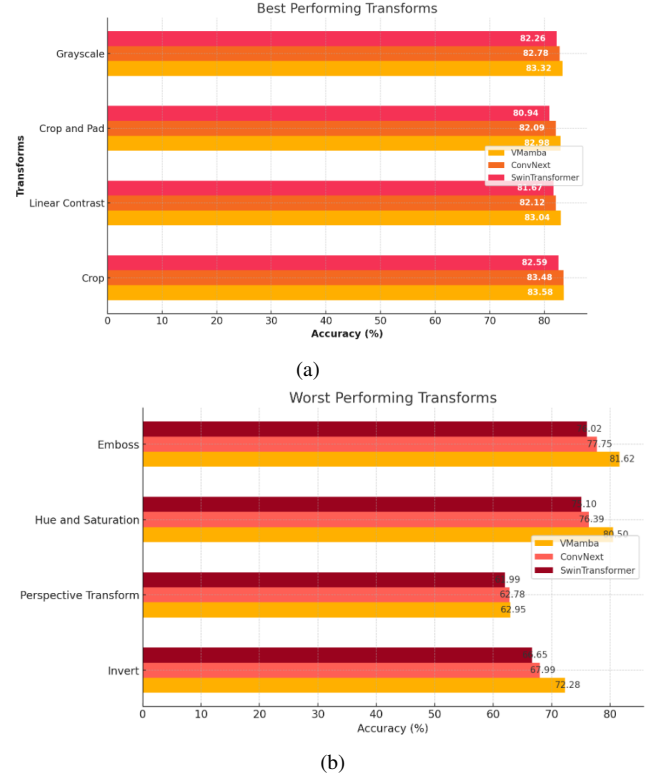 Best Performing Transforms
Grayscale
82.26
82.78
83.32
Crop and Pad
80.94
82.09
82.98
Transforms
VMamba
ConvNext
SwinTransformer
Linear Contrast
81.67
82.12
83.04
Crop
82.59
83.48
83.58
0 10 20 30 40 50 60 70 80
Accuracy (%)
(a)
Worst Performing Transforms
Emboss
.02
77.75
81.62
Hue and Saturation
.10
76.39
80.50
VMamba
ConvNext
SwinTransformer
Perspective Transform
.99
62.78
62.95
Invert
.65
67.99
72.28
0 10 20 30 40 50 60 70 80
Accuracy (%)
(b)